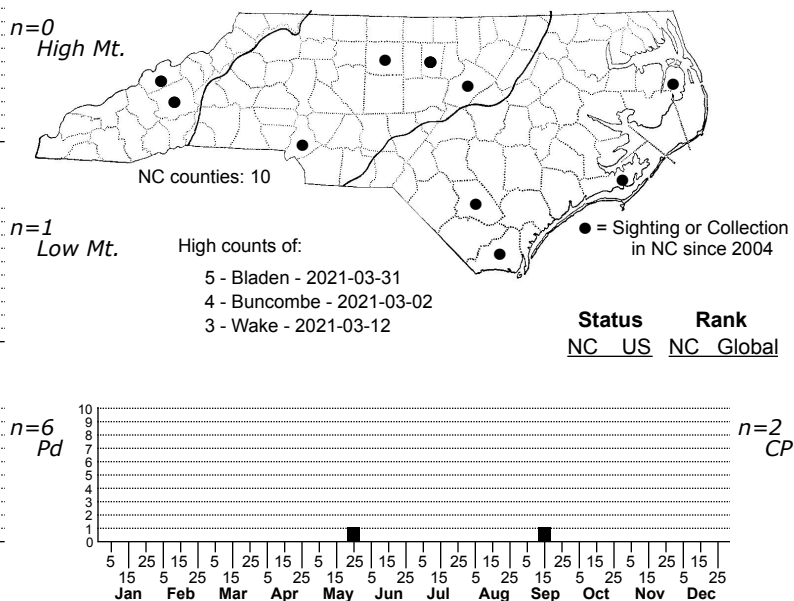 n=0
High Mt.
NC counties: 10
n=1
Low Mt.
High counts of:
5 - Bladen - 2021-03-31
4 - Buncombe - 2021-03-02
3 - Wake - 2021-03-12
● = Sighting or Collection
in NC since 2004
Status Rank
NC US NC Global
n=6
Pd
n=2
CP
10
9
8
7
6
5
4
3
2
1
0
5 25 15 5 25 15 5 25 15 5 25 15 5 25 15 5 25 15
15 5 25 15 5 25 15 5 25 15 5 25 15 5 25 15 5 25
Jan Feb Mar Apr May Jun Jul Aug Sep Oct Nov Dec